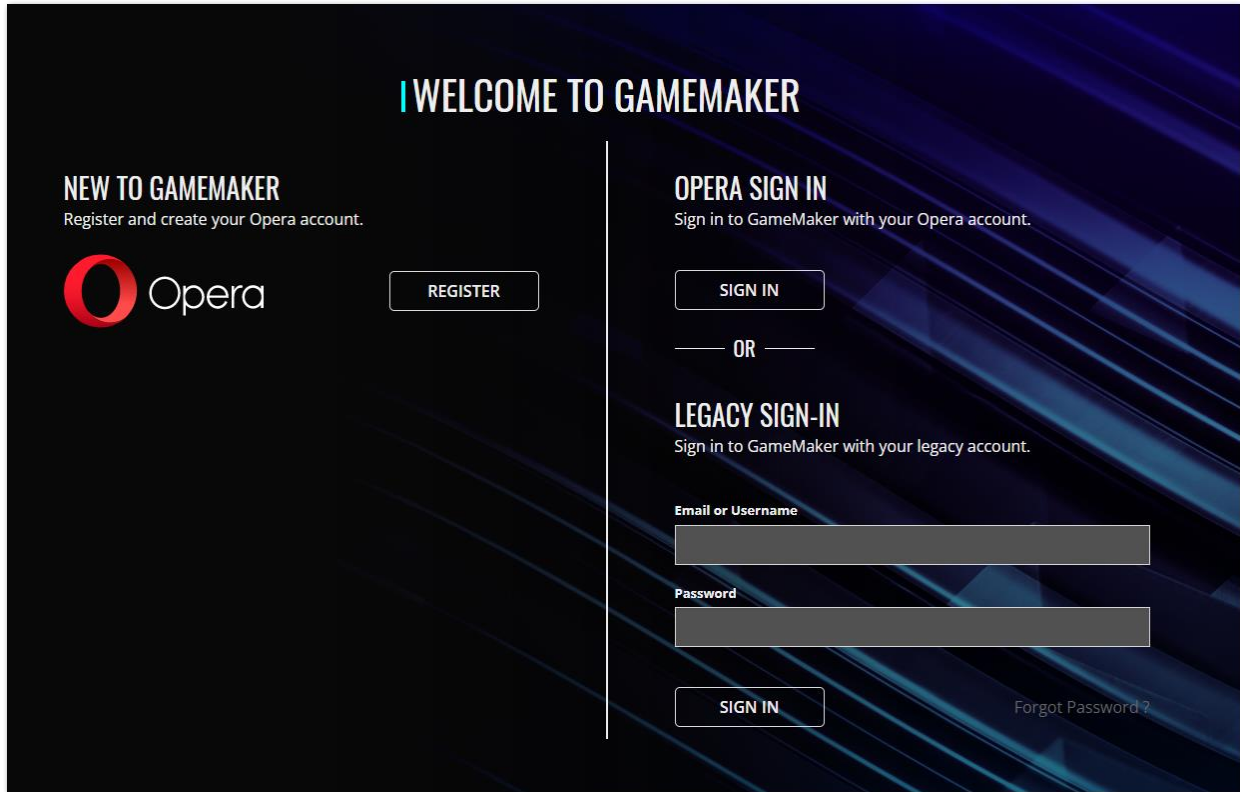 WELCOME TO GAMEMAKER
NEW TO GAMEMAKER
Register and create your Opera account.
Opera
REGISTER
OPERA SIGN IN
Sign in to GameMaker with your Opera account.
SIGN IN
OR
LEGACY SIGN-IN
Sign in to GameMaker with your legacy account.
Email or Username
Password
SIGN IN
Forgot Password ?